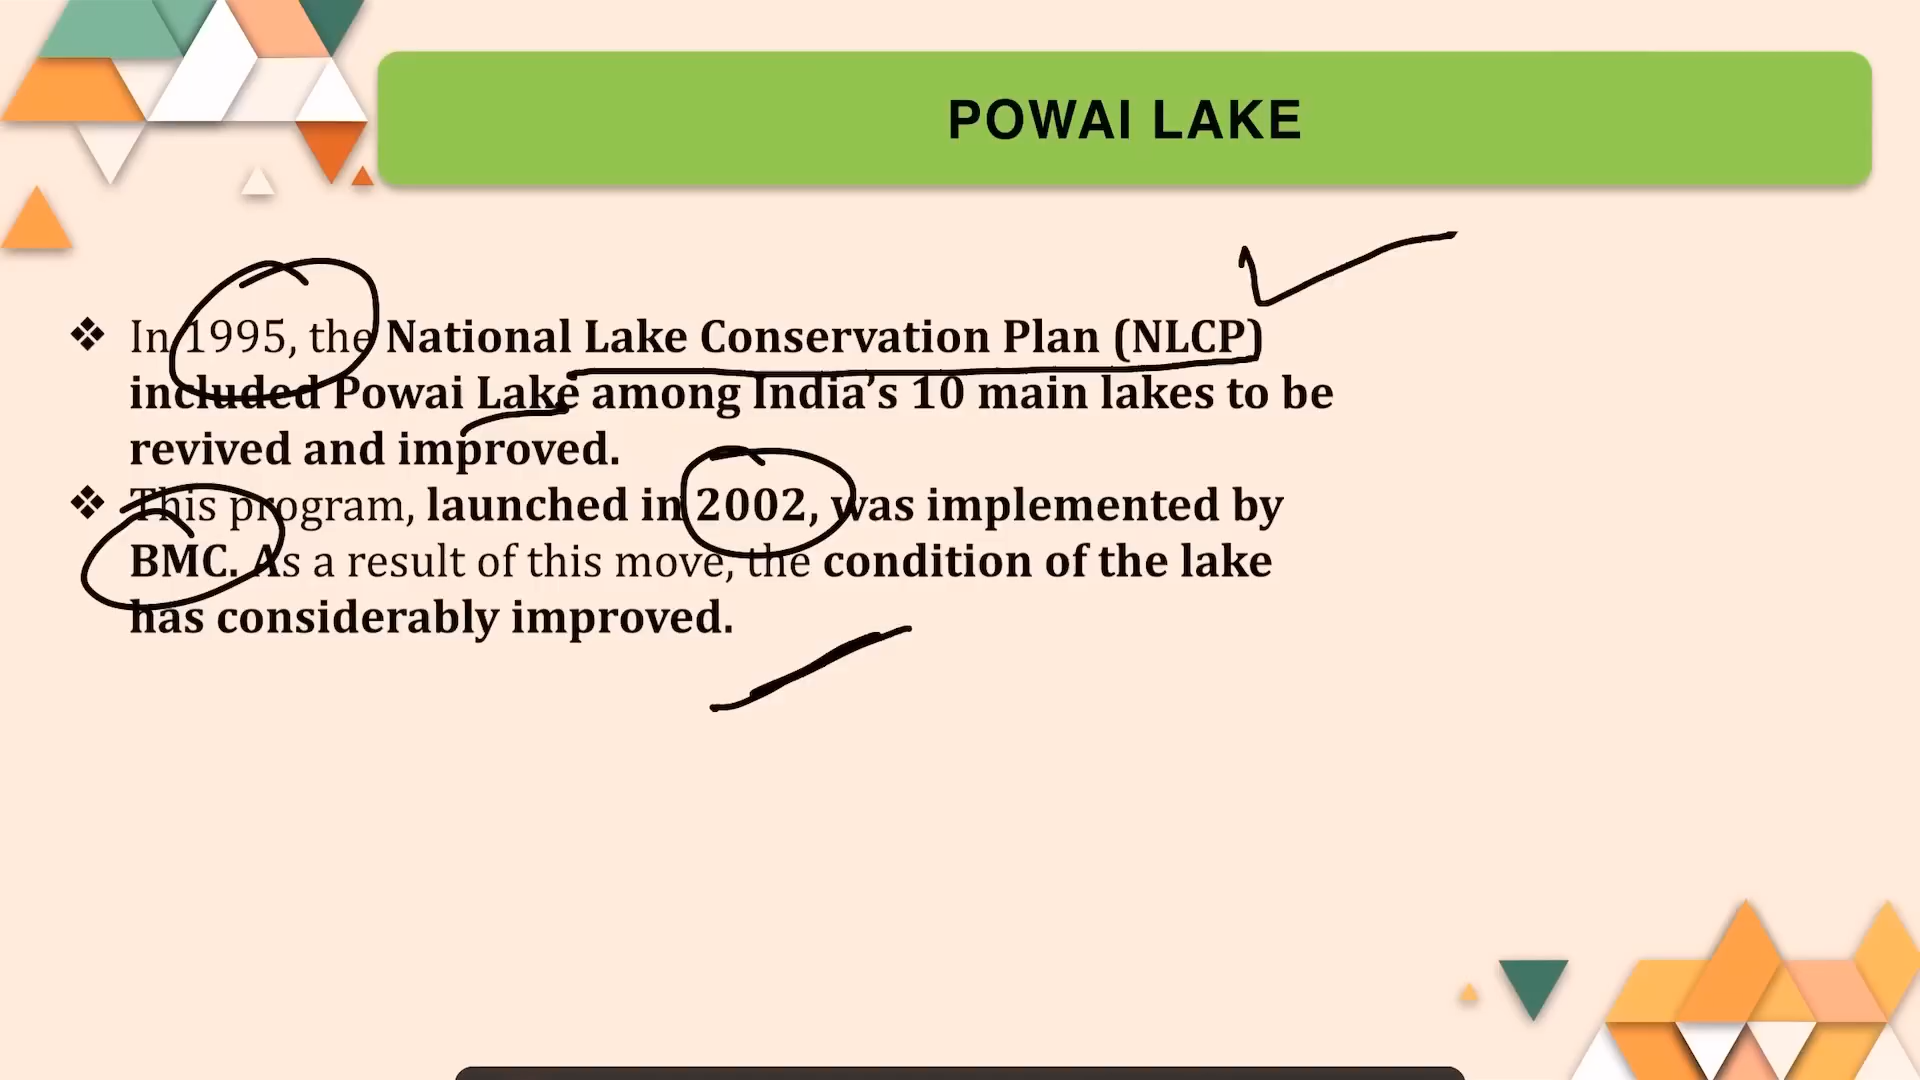 POWAI LAKE
❖ In 1995, the National Lake Conservation Plan (NLCP)
included Powai Lake among India’s 10 main lakes to be
revived and improved.
❖ This program, launched in 2002, was implemented by
BMC. As a result of this move, the condition of the lake
has considerably improved.